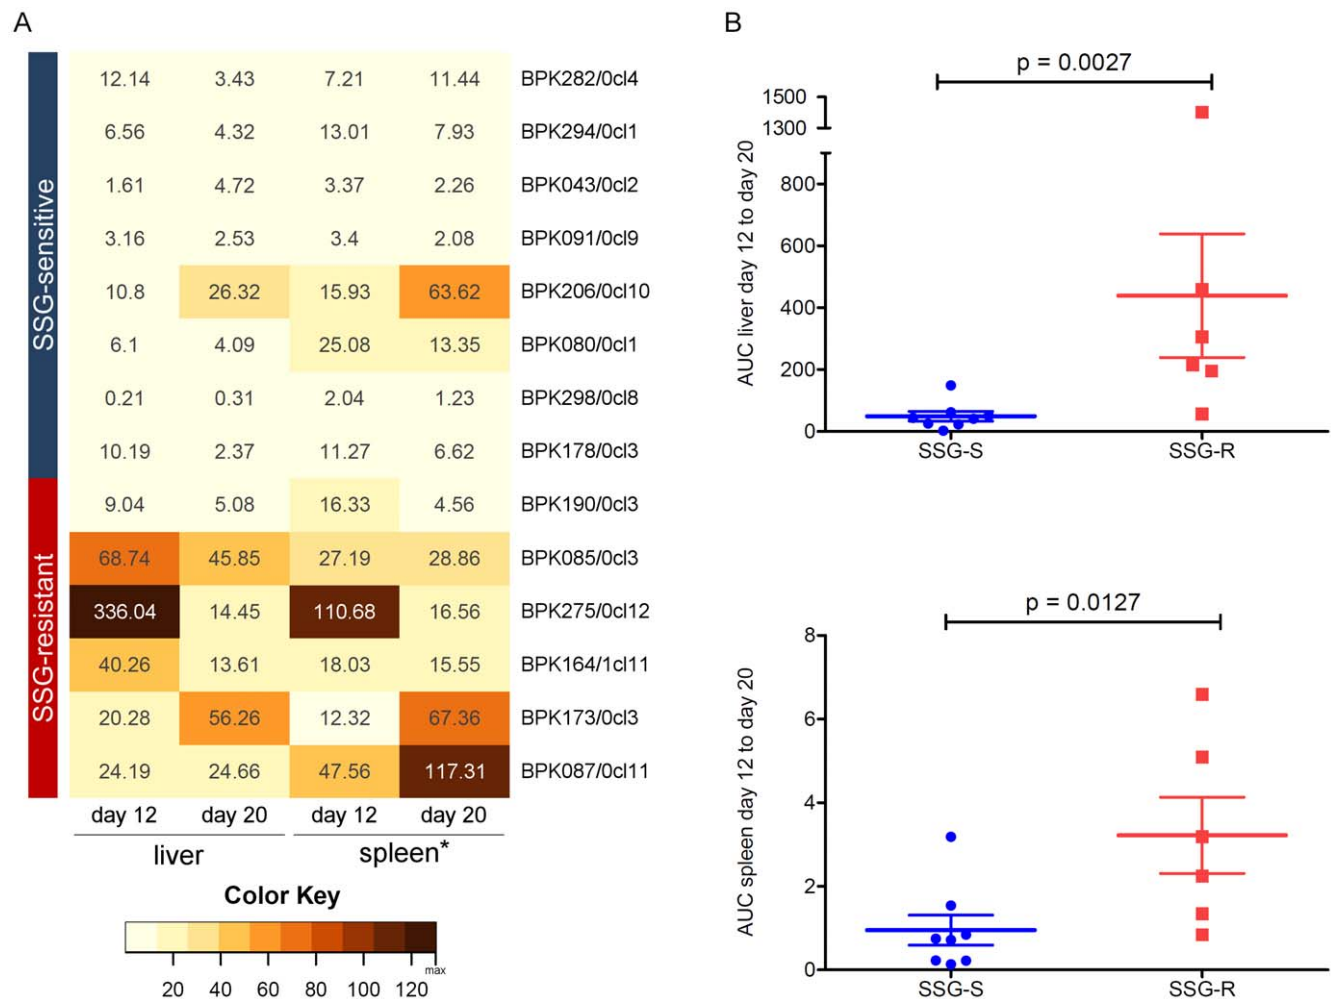 A
SSG-sensitive
SSG-resistant
12.14 3.43 7.21 11.44 BPK282/0cl4
6.56 4.32 13.01 7.93 BPK294/0cl1
1.61 4.72 3.37 2.26 BPK043/0cl2
3.16 2.53 3.4 2.08 BPK091/0cl9
10.8 26.32 15.93 63.62 BPK206/0cl10
6.1 4.09 25.08 13.35 BPK080/0cl1
0.21 0.31 2.04 1.23 BPK298/0cl8
10.19 2.37 11.27 6.62 BPK178/0cl3
9.04 5.08 16.33 4.56 BPK190/0cl3
68.74 45.85 27.19 28.86 BPK085/0cl3
336.04 14.45 110.68 16.56 BPK275/0cl12
40.26 13.61 18.03 15.55 BPK164/1cl11
20.28 56.26 12.32 67.36 BPK173/0cl3
24.19 24.66 47.56 117.31 BPK087/0cl11
day 12 day 20 day 12 day 20
liver spleen*
Color Key
max
20 40 60 80 100 120
B
p = 0.0027
AUC liver day 12 to day 20
1500
1300
800
600
400
200
0
SSG-S SSG-R
p = 0.0127
AUC spleen day 12 to day 20
8
6
4
2
0
SSG-S SSG-R